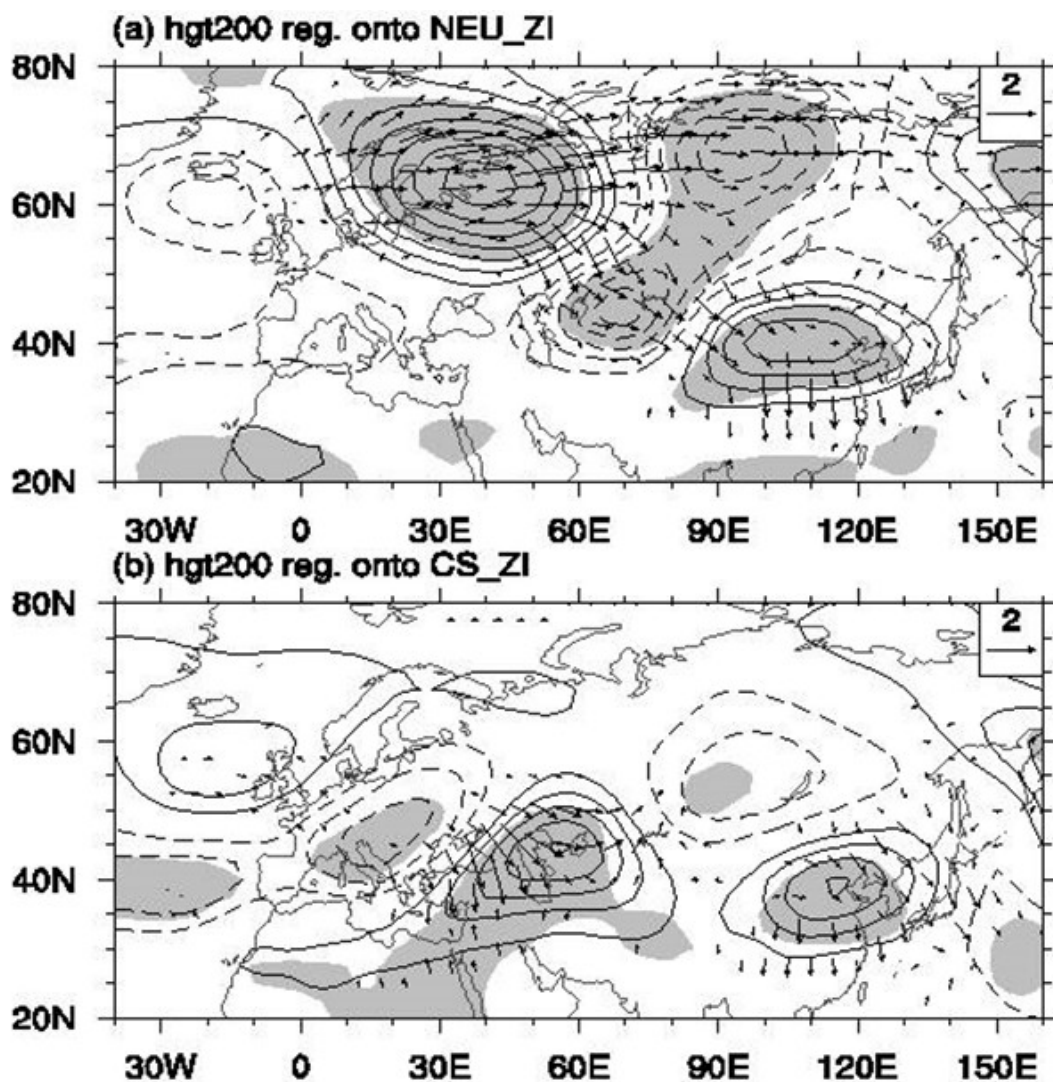 (a) hgt200 reg. onto NEU_ZI
80N
2
60N
40N
20N
30W 0 30E 60E 90E 120E 150E
(b) hgt200 reg. onto CS_ZI
80N
2
60N
40N
20N
30W 0 30E 60E 90E 120E 150E